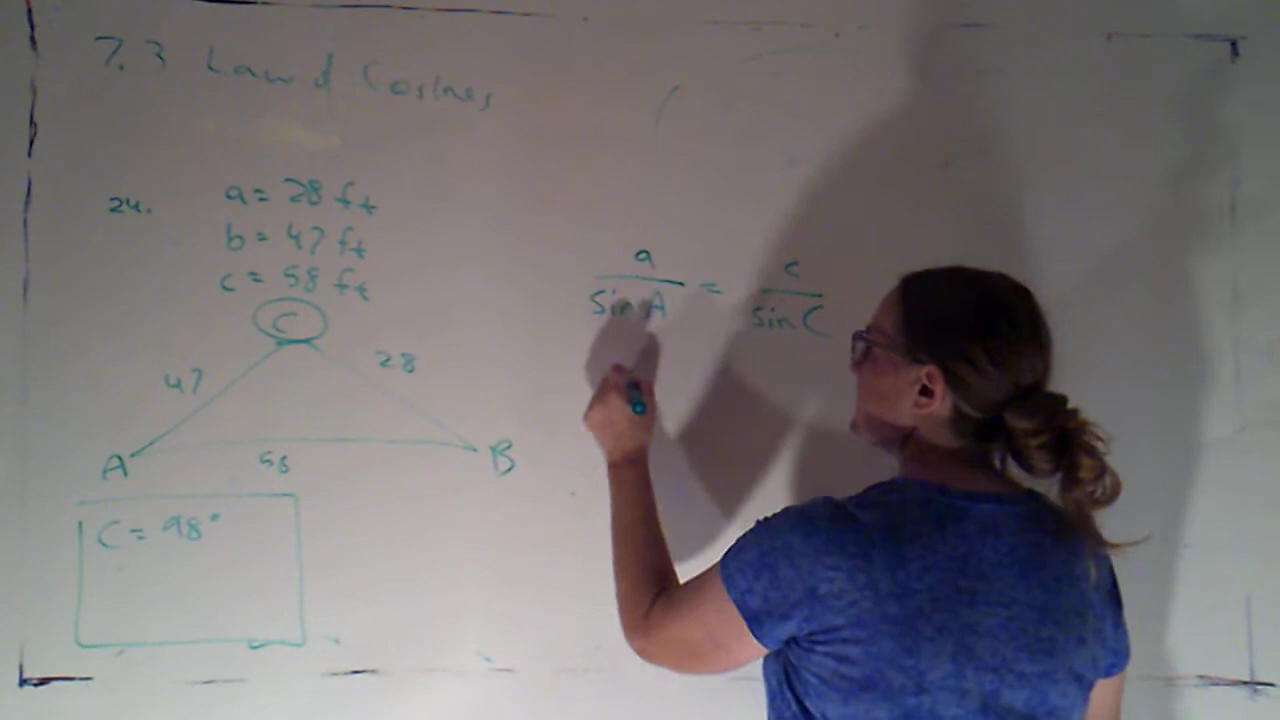 7.3 Law of Cosines
24.
a = 28 ft
b = 47 ft
c = 58 ft
C
47
28
A
58
B
C = 98°
a / sin A = c / sin C